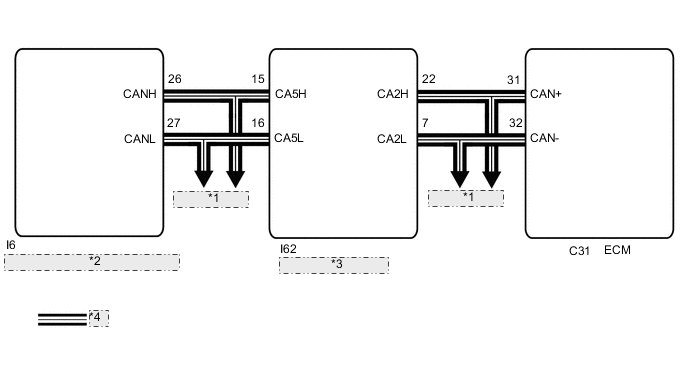 26 15 22 31
CANH CA5H CA2H CAN+
27 16 7 32
CANL CA5L CA2L CAN-
*1 *1
I6 I62 C31 ECM
*2 *3
*4